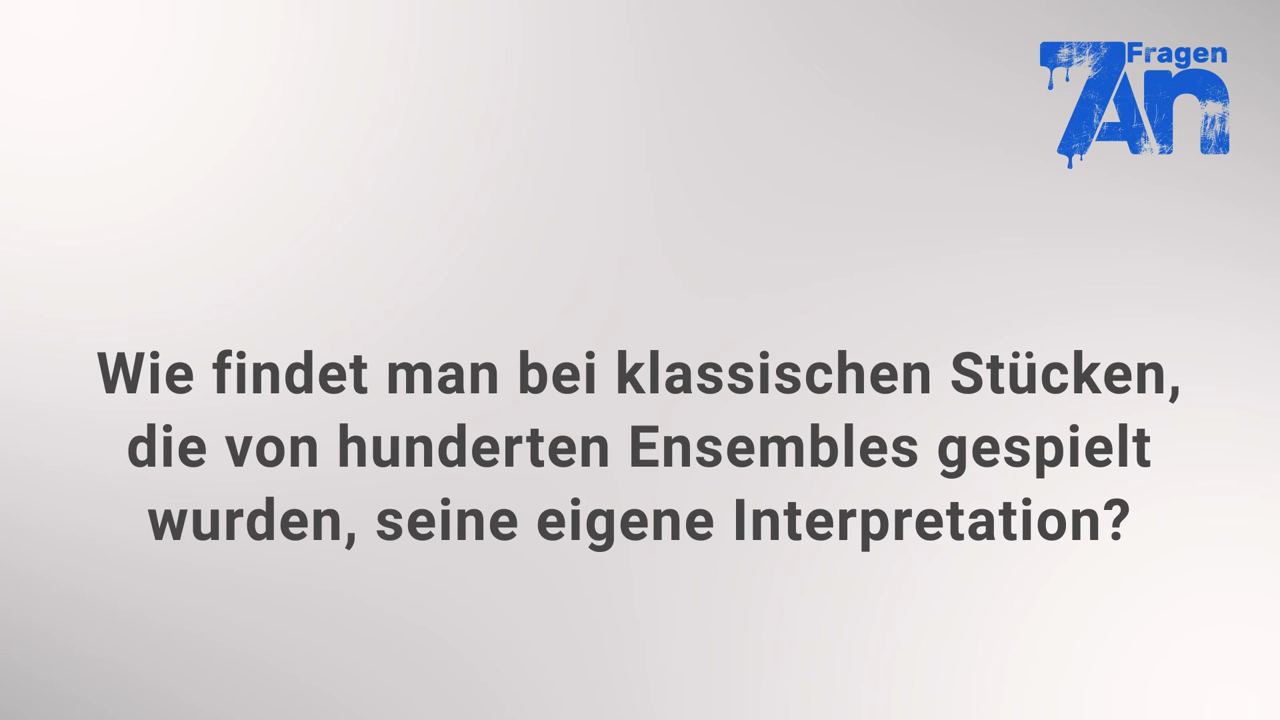 7 Fragen
An
Wie findet man bei klassischen Stücken,
die von hunderten Ensembles gespielt
wurden, seine eigene Interpretation?